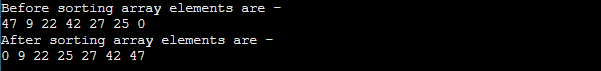 Before sorting array elements are -
47 9 22 42 27 25 0
After sorting array elements are -
0 9 22 25 27 42 47